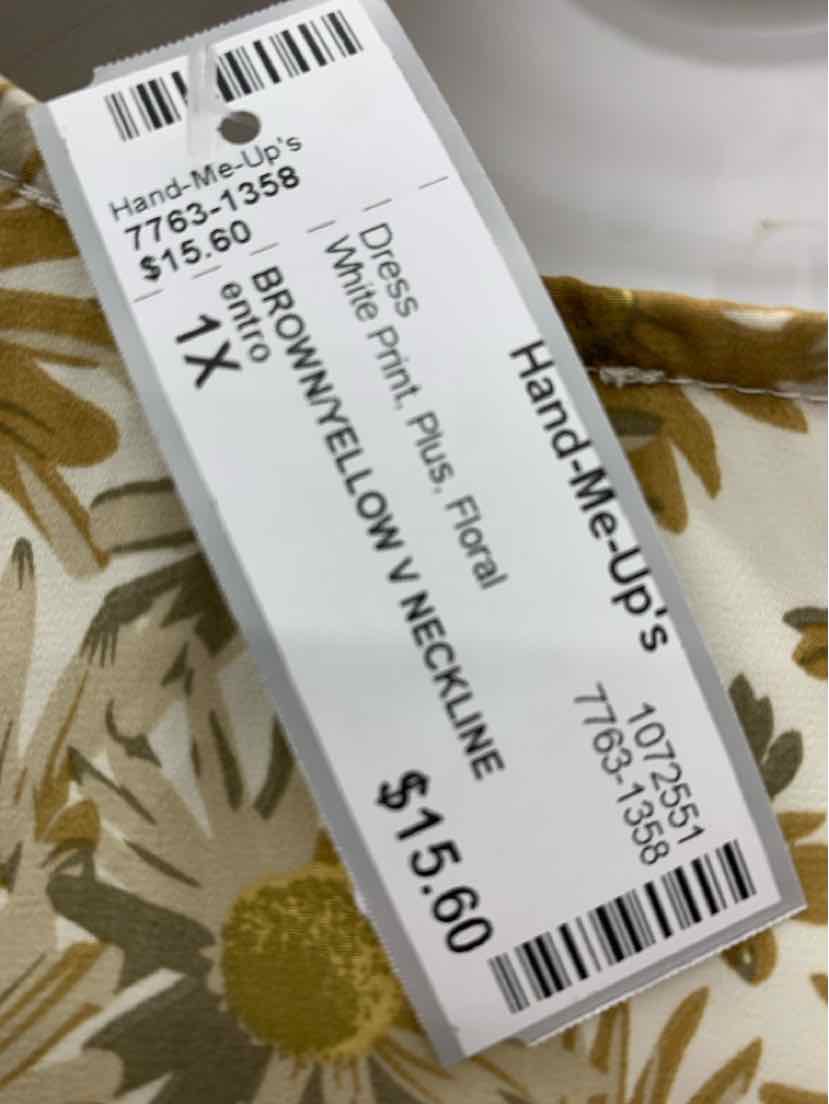 Hand-Me-Up's
7763-1358
$15.60
Hand-Me-Up's
1072551
7763-1358
Dress
White Print, Plus, Floral
BROWN/YELLOW V NECKLINE
entro
1X
$15.60